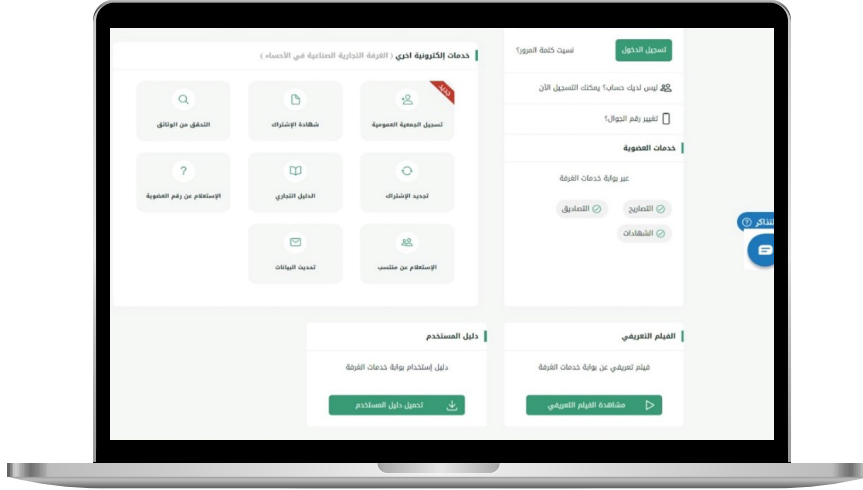 تسجيل الدخول
نسيت كلمة المرور؟
ليس لديك حساب؟ يمكنك التسجيل الآن
تغيير رقم الجوال؟
خدمات العضوية
عبر بوابة خدمات الغرفة
التصاريح
التصاديق
الشهادات
خدمات إلكترونية اخرى ( الغرفة التجارية الصناعية في الأحساء )
جديد
تسجيل الجمعية العمومية
شهادة الإشتراك
التحقق من الوثائق
تجديد الإشتراك
الدليل التجاري
الإستعلام عن رقم العضوية
الإستعلام عن منتسب
تحديث البيانات
التذاكر
الفيلم التعريفي
فيلم تعريفي عن بوابة خدمات الغرفة
مشاهدة الفيلم التعريفي
دليل المستخدم
دليل إستخدام بوابة خدمات الغرفة
تحميل دليل المستخدم